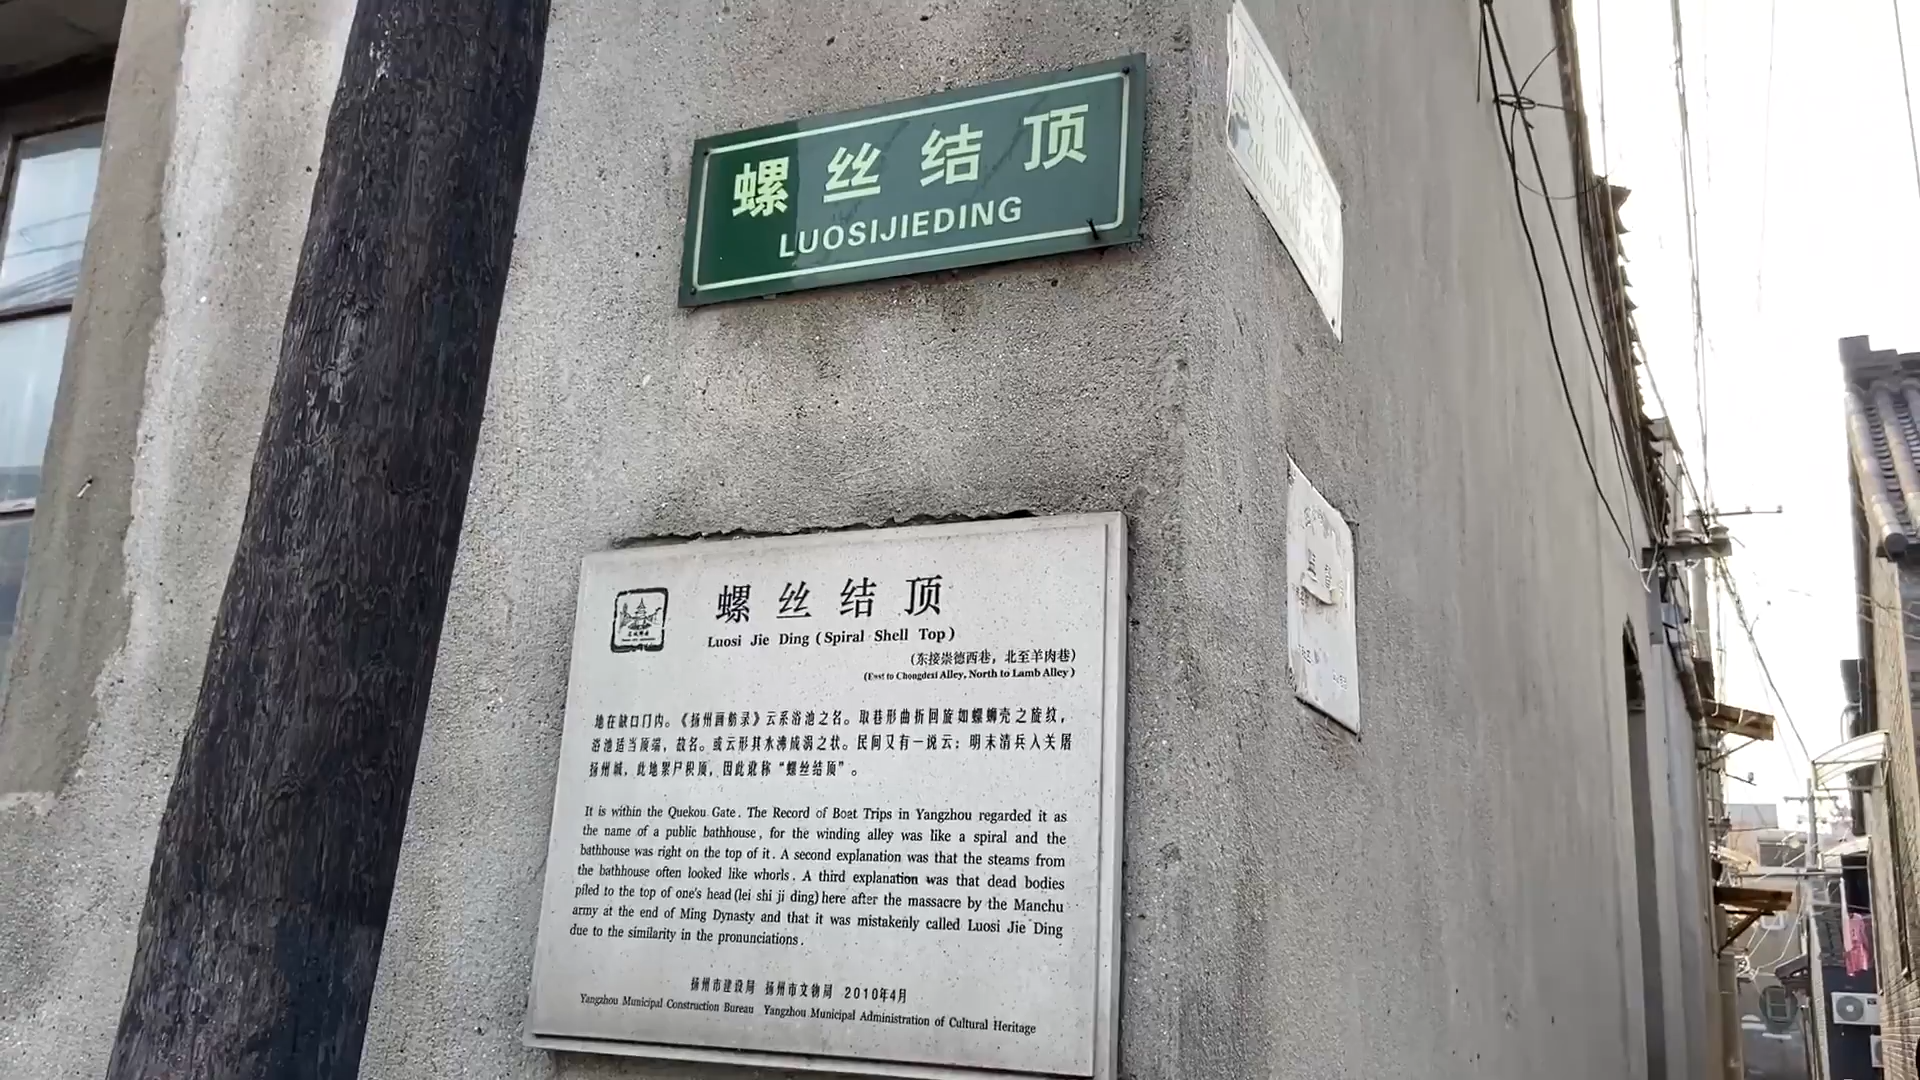 螺丝结顶
LUOSIJIEDING
螺丝结顶
Luosi Jie Ding (Spiral Shell Top)
(东接崇德西巷，北至羊肉巷)
(East to Chongdexi Alley, North to Lamb Alley)
地在缺口门内。《扬州画舫录》云系浴池之名。取巷形曲折回旋如螺蛳壳之旋纹，
浴池适当顶端，故名。或云形其水沸成涡之状。民间又有一说云：明末清兵入关屠
扬州城，此地累尸积顶，因此讹称“螺丝结顶”。
It is within the Quekou Gate. The Record of Boat Trips in Yangzhou regarded it as
the name of a public bathhouse, for the winding alley was like a spiral and the
bathhouse was right on the top of it. A second explanation was that the steams from
the bathhouse often looked like whorls. A third explanation was that dead bodies
piled to the top of one's head (lei shi ji ding) here after the massacre by the Manchu
army at the end of Ming Dynasty and that it was mistakenly called Luosi Jie Ding
due to the similarity in the pronunciations.
扬州市建设局 扬州市文物局 2010年4月
Yangzhou Municipal Construction Bureau Yangzhou Municipal Administration of Cultural Heritage